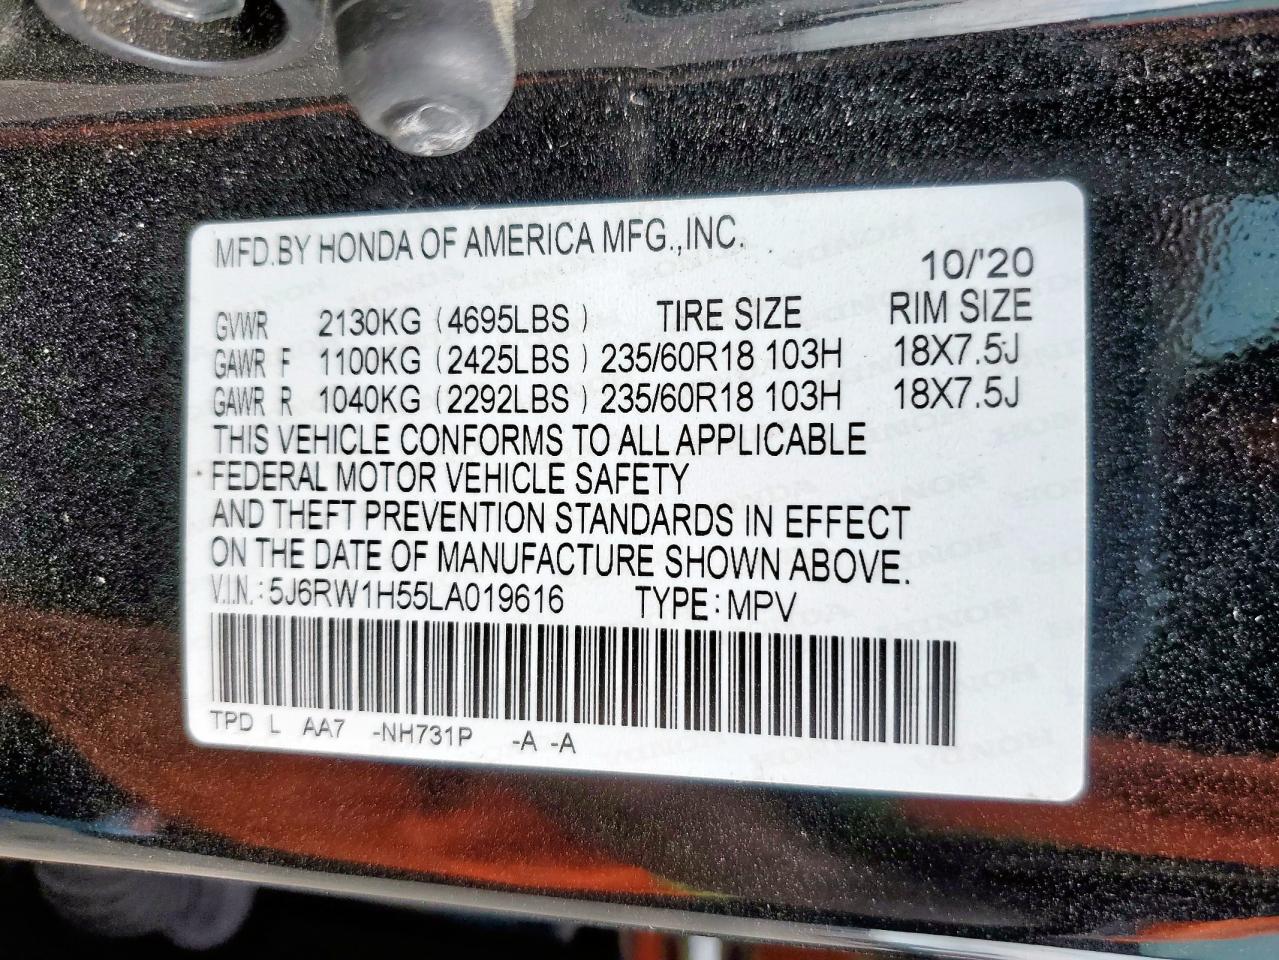 MFD.BY HONDA OF AMERICA MFG.,INC.
10/'20
GVWR 2130KG (4695LBS) TIRE SIZE RIM SIZE
GAWR F 1100KG (2425LBS) 235/60R18 103H 18X7.5J
GAWR R 1040KG (2292LBS) 235/60R18 103H 18X7.5J
THIS VEHICLE CONFORMS TO ALL APPLICABLE
FEDERAL MOTOR VEHICLE SAFETY
AND THEFT PREVENTION STANDARDS IN EFFECT
ON THE DATE OF MANUFACTURE SHOWN ABOVE.
V.I.N.: 5J6RW1H55LA019616 TYPE: MPV
TPD L AA7 -NH731P -A -A